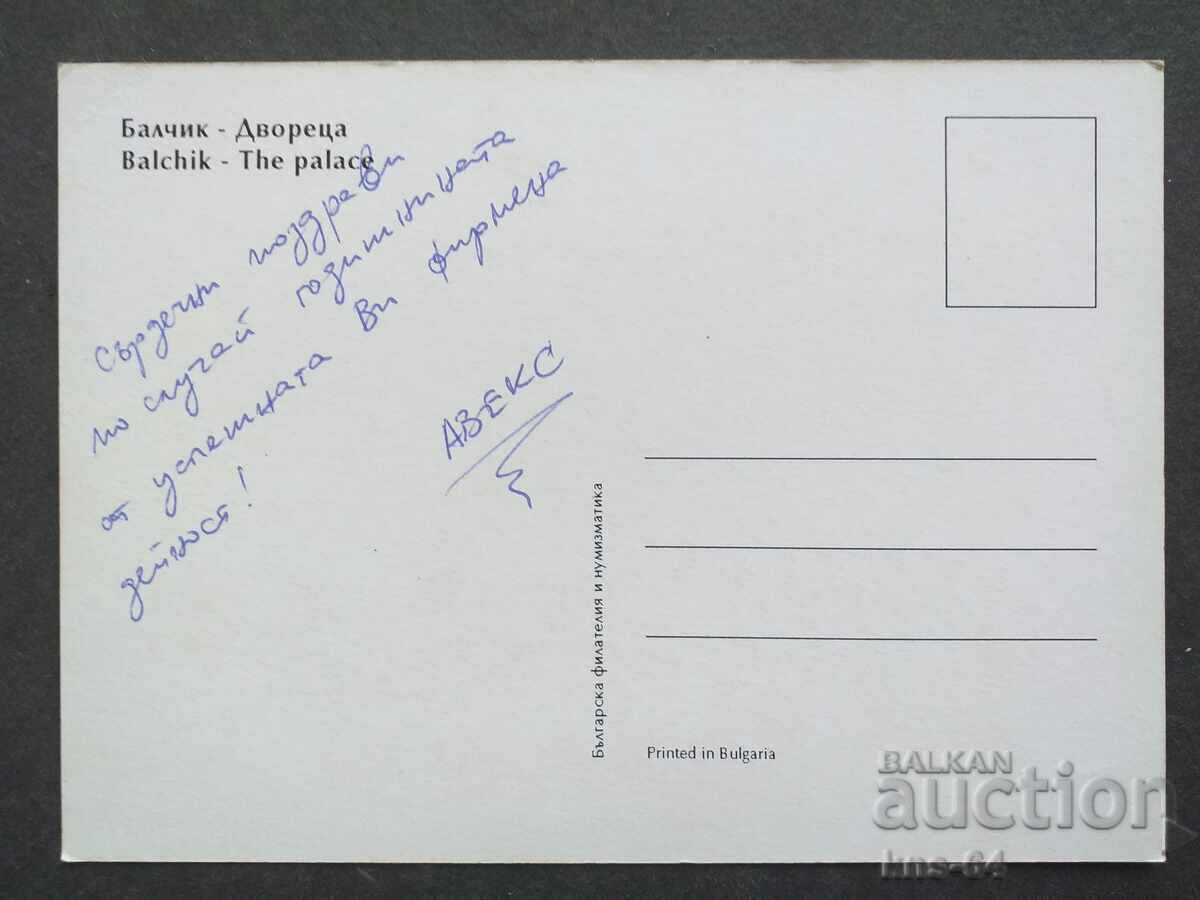 Балчик - Двореца
Balchik - The palace
Сърдечни поздрави
по случай годишнината
от успешната Ви фирмена
дейност!
АВЕКС
Българска филателия и нумизматика
Printed in Bulgaria
BALKAN
auction
kns-64